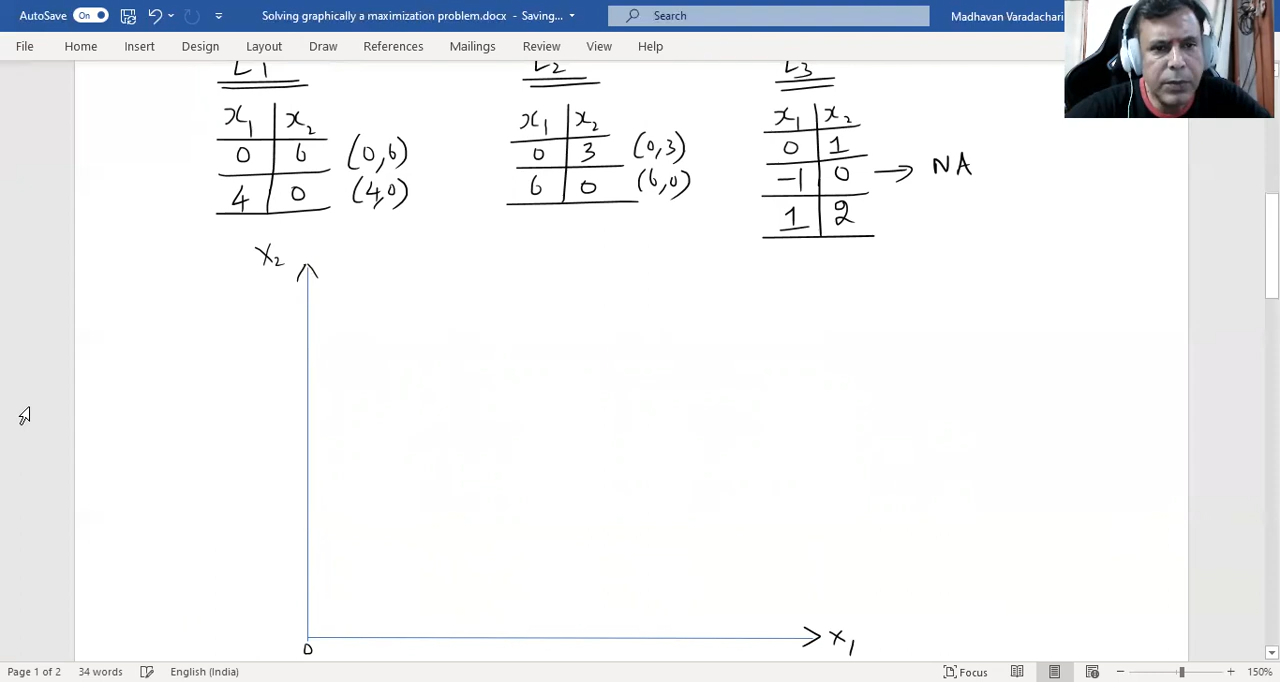 AutoSave On Solving graphically a maximization problem.docx - Saving... Search Madhavan Varadachari
File Home Insert Design Layout Draw References Mailings Review View Help
L1 L2 L3
x1 x2 x1 x2 x1 x2
0 6 (0,6) 0 3 (0,3) 0 1
4 0 (4,0) 6 0 (6,0) -1 0 → NA
1 2
X2
0 X1
Page 1 of 2 34 words English (India) Focus 150%